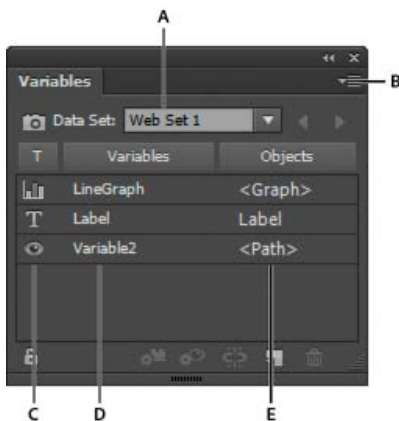 A
Variables
B
Data Set: Web Set 1
T Variables Objects
LineGraph <Graph>
T Label Label
Variable2 <Path>
C D E